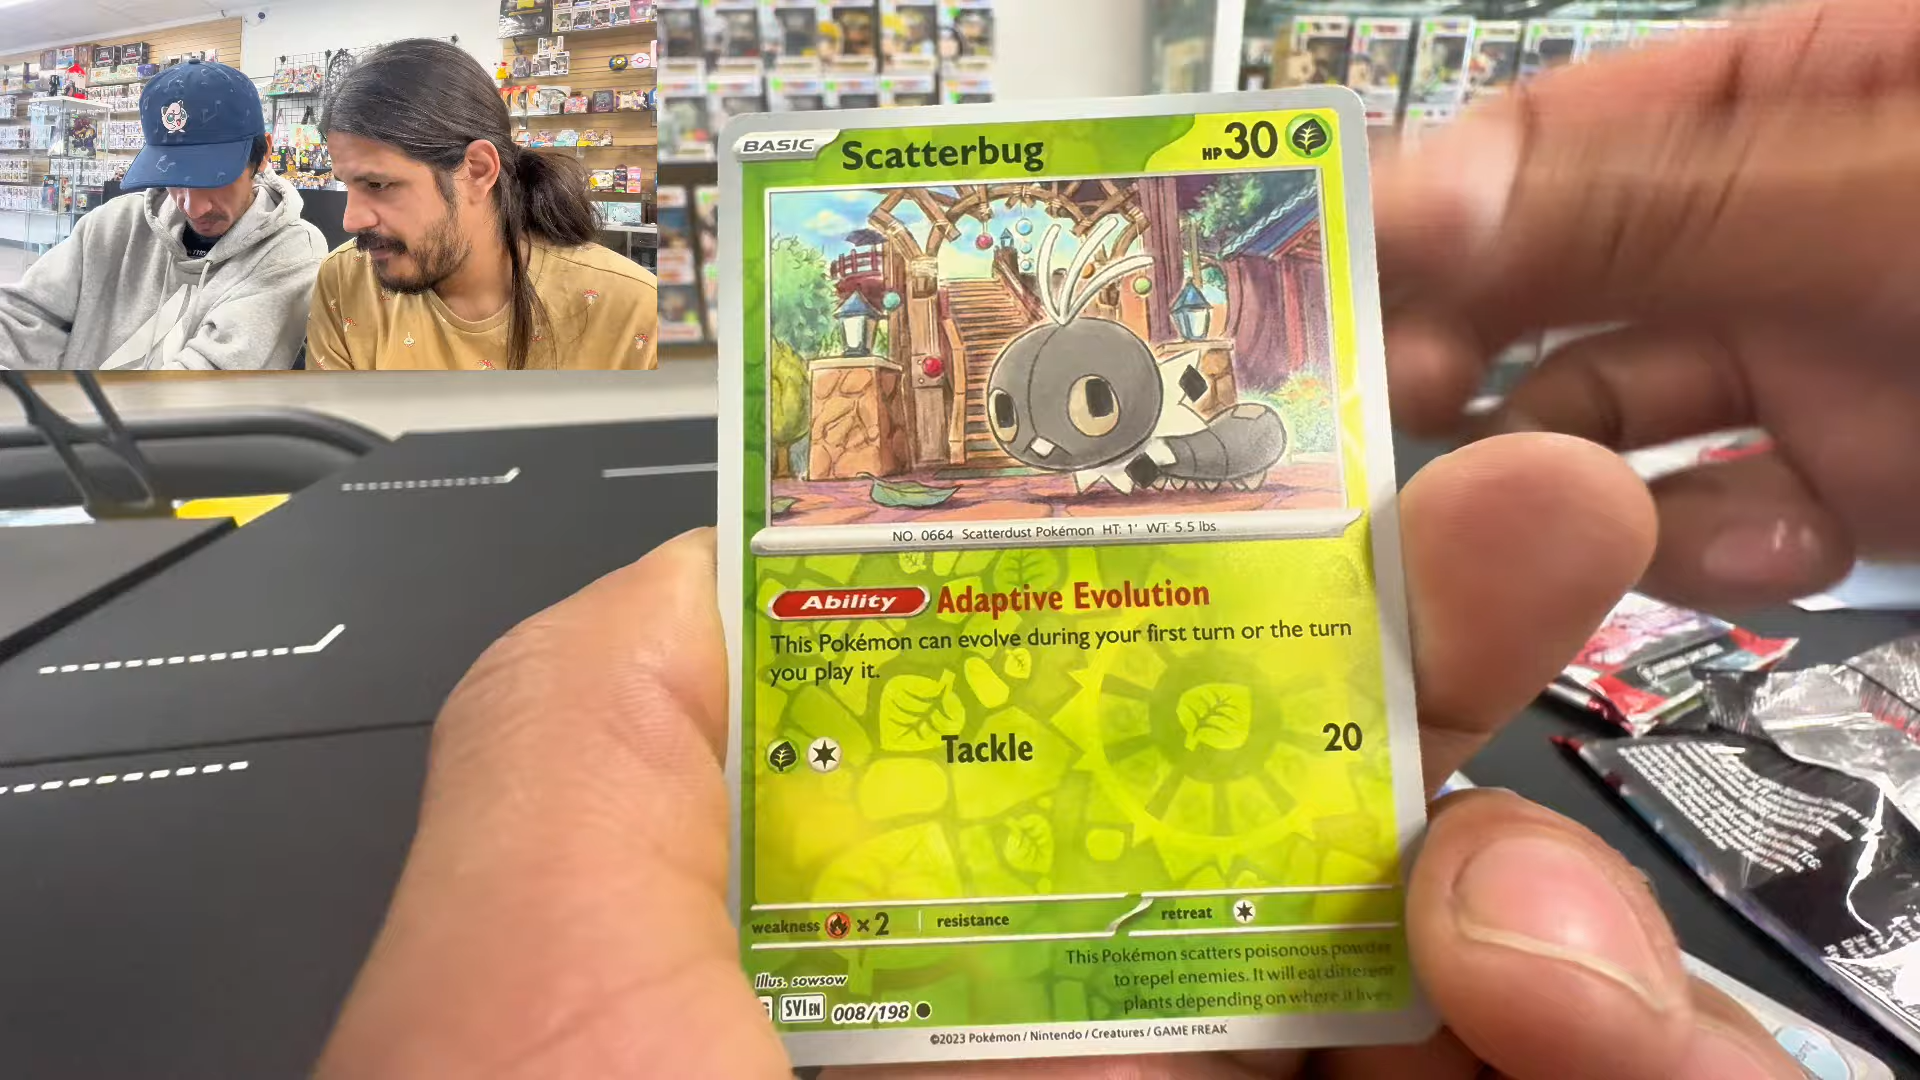 BASIC
Scatterbug
HP 30
NO. 0664 Scatterdust Pokémon HT: 1' WT: 5.5 lbs.
Ability Adaptive Evolution
This Pokémon can evolve during your first turn or the turn
you play it.
Tackle 20
weakness × 2 resistance retreat
This Pokémon scatters poisonous powder
to repel enemies. It will eat different
plants depending on where it lives.
Illus. sowsow
SVI EN 008/198
©2023 Pokémon / Nintendo / Creatures / GAME FREAK